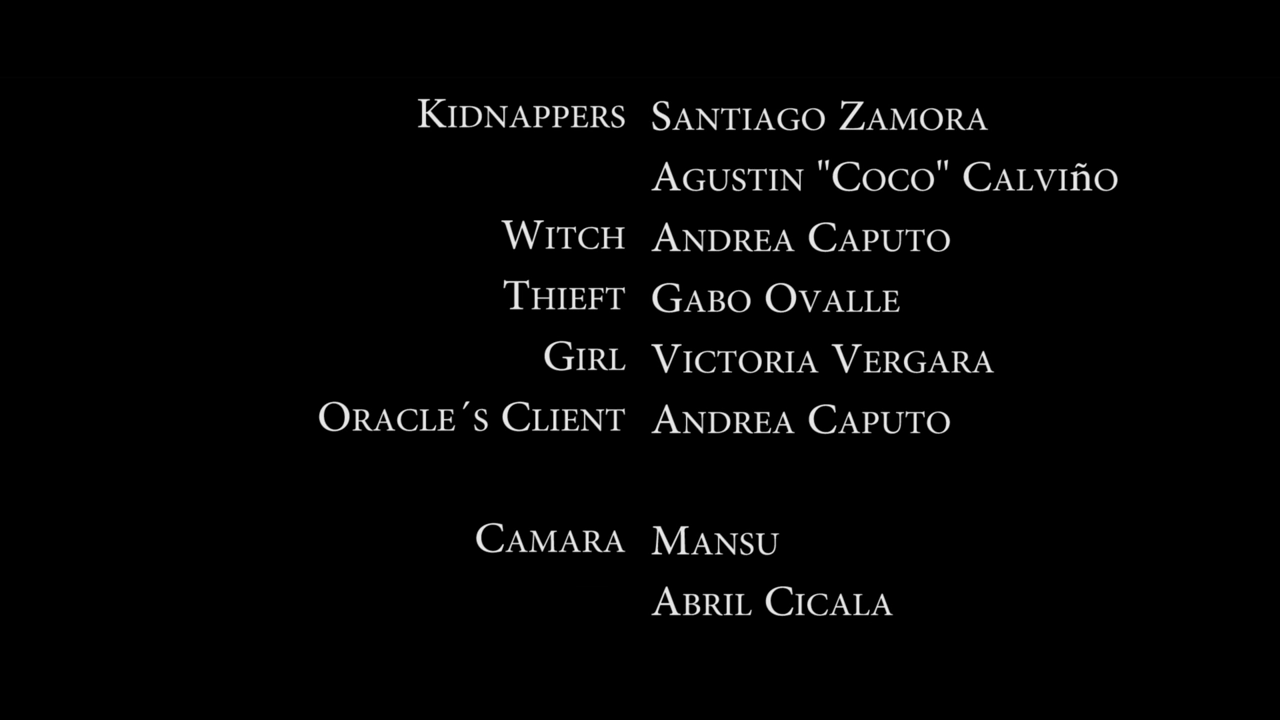 Kidnappers Santiago Zamora
Agustin "Coco" Calviño
Witch Andrea Caputo
Thieft Gabo Ovalle
Girl Victoria Vergara
Oracle´s Client Andrea Caputo
Camara Mansu
Abril Cicala